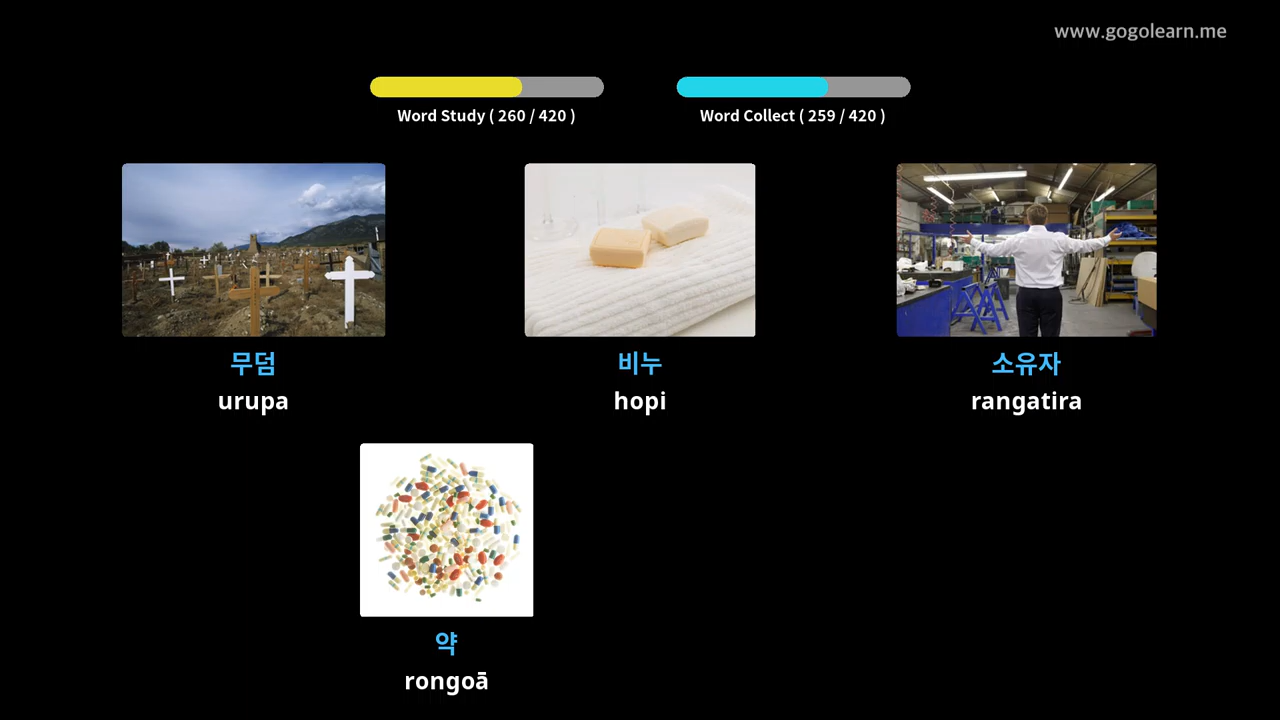 www.gogolearn.me
Word Study ( 260 / 420 )
Word Collect ( 259 / 420 )
무덤
urupa
비누
hopi
소유자
rangatira
약
rongoā